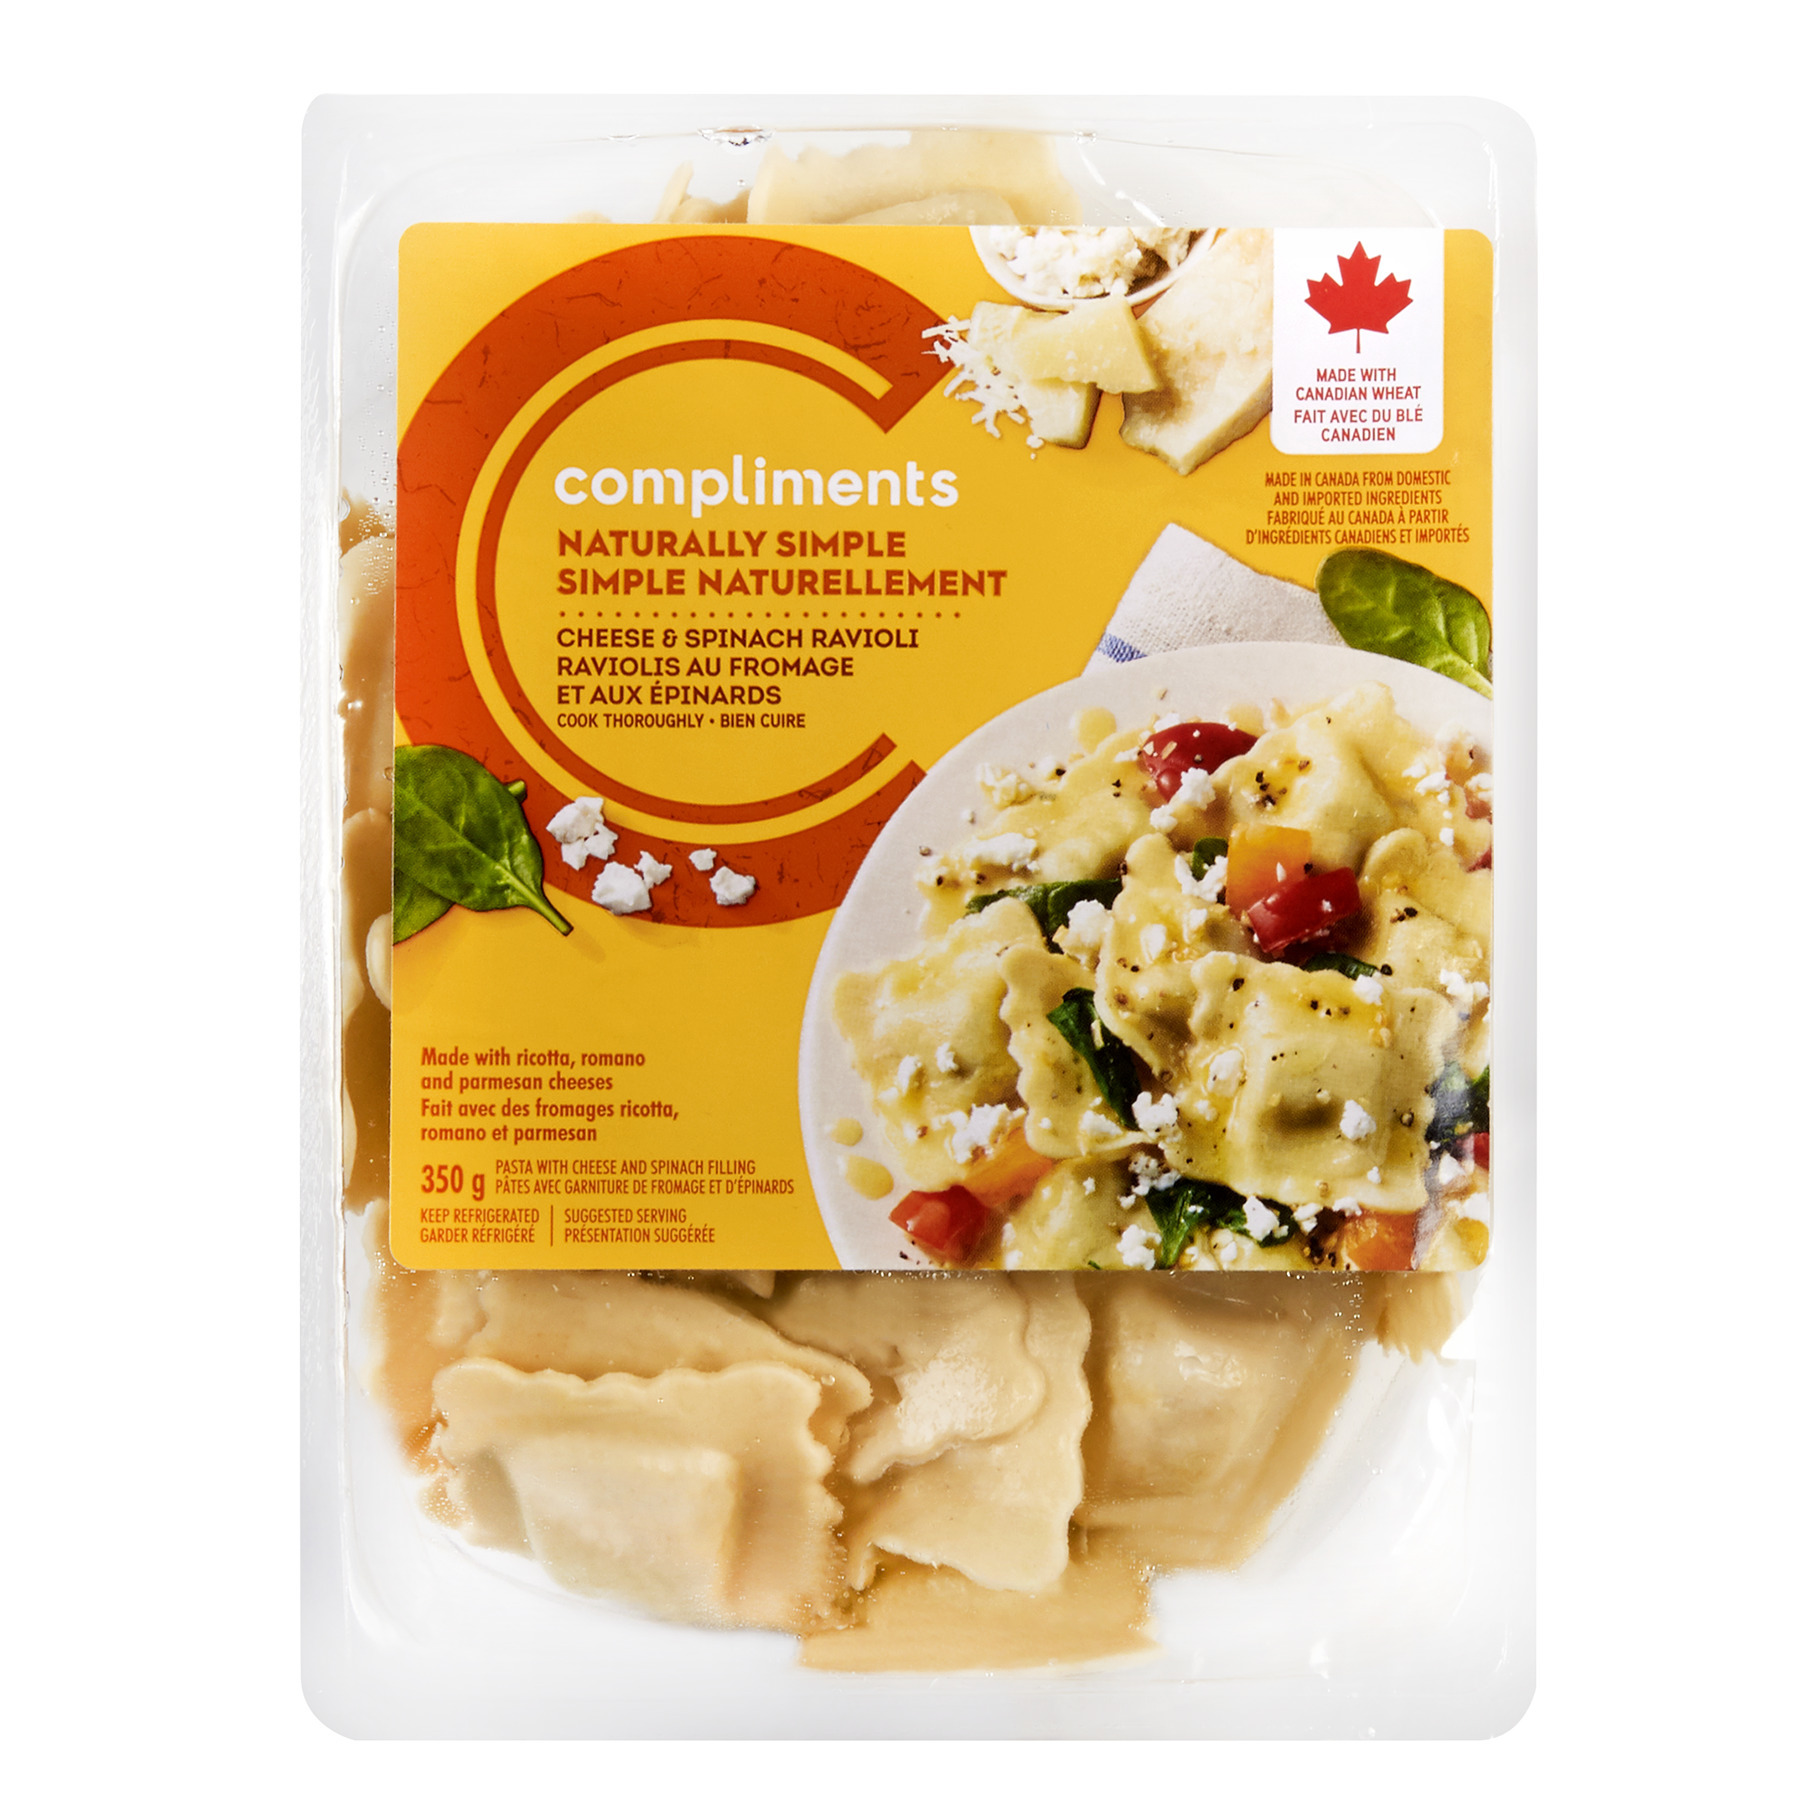 compliments
NATURALLY SIMPLE
SIMPLE NATURELLEMENT
CHEESE & SPINACH RAVIOLI
RAVIOLIS AU FROMAGE
ET AUX ÉPINARDS
COOK THOROUGHLY • BIEN CUIRE
MADE WITH
CANADIAN WHEAT
FAIT AVEC DU BLÉ
CANADIEN
MADE IN CANADA FROM DOMESTIC
AND IMPORTED INGREDIENTS
FABRIQUÉ AU CANADA À PARTIR
D'INGRÉDIENTS CANADIENS ET IMPORTÉS
Made with ricotta, romano
and parmesan cheeses
Fait avec des fromages ricotta,
romano et parmesan
350 g
PASTA WITH CHEESE AND SPINACH FILLING
PÂTES AVEC GARNITURE DE FROMAGE ET D'ÉPINARDS
KEEP REFRIGERATED
GARDER RÉFRIGÉRÉ
SUGGESTED SERVING
PRÉSENTATION SUGGÉRÉE